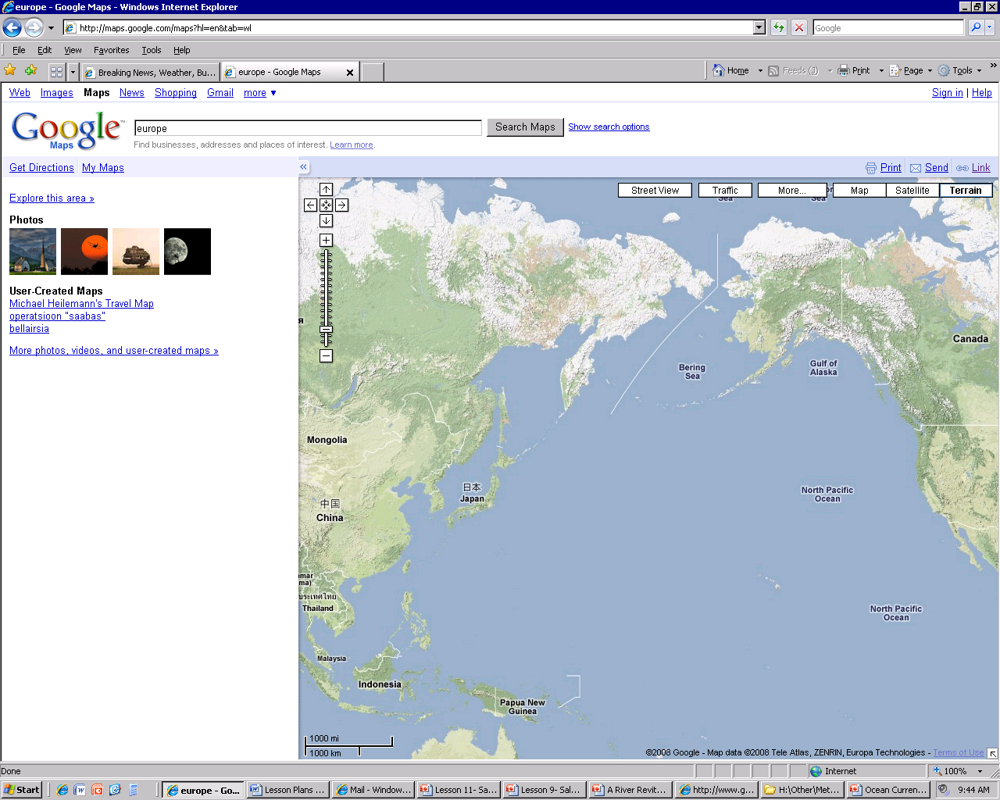 europe - Google Maps - Windows Internet Explorer
http://maps.google.com/maps?hl=en&tab=wl
Google
File Edit View Favorites Tools Help
Breaking News, Weather, Bu...
europe - Google Maps
Home Feeds (J) Print Page Tools »
Web Images Maps News Shopping Gmail more ▼
Sign in | Help
Google™
Maps
europe
Search Maps
Show search options
Find businesses, addresses and places of interest. Learn more.
Get Directions My Maps
«
Print Send Link
Explore this area »
Photos
User-Created Maps
Michael Heilemann's Travel Map
operatsioon "saabas"
bellairsia
More photos, videos, and user-created maps »
Street View Traffic More... Map Satellite Terrain
Sea
Sea
я
Canada
Bering
Sea
Gulf of
Alaska
Mongolia
日本
Japan
中国
China
North Pacific
Ocean
mar
ma)
ประเทศไทย
Thailand
North Pacific
Ocean
Malaysia
Indonesia
Papua New
Guinea
1000 mi
1000 km
©2008 Google - Map data ©2008 Tele Atlas, ZENRIN, Europa Technologies - Terms of Use
Done
Internet
100%
Start
europe - Go...
Lesson Plans
Mail - Window...
Lesson 11- Sa...
Lesson 9- Sal...
A River Revit...
http://www.g...
H:\Other\Met...
Ocean Curren...
9:44 AM